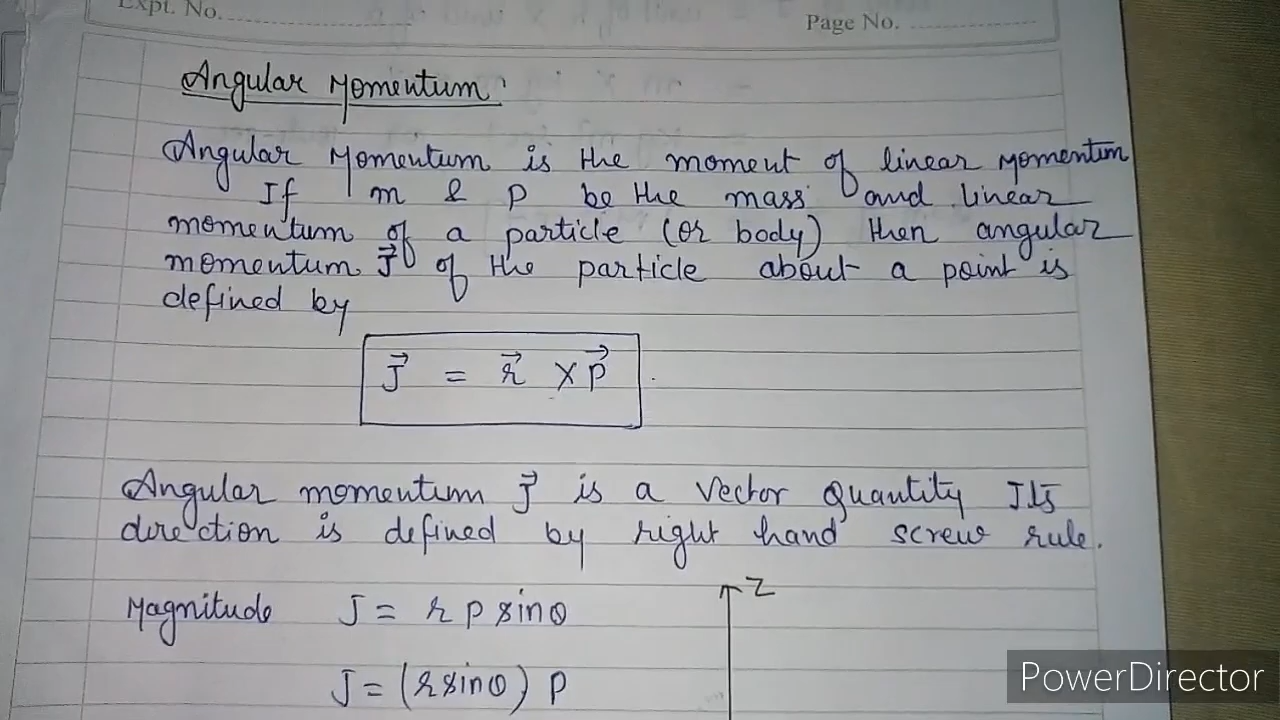 Expt. No.
Page No.
Angular Momentum:
Angular Momentum is the moment of linear Momentum
If m & P be the mass and linear
momentum of a particle (or body) then angular
momentum J⃗ of the particle about a point is
defined by
J⃗ = r⃗ × P⃗
Angular momentum J⃗ is a vector Quantity Its
direction is defined by right hand screw rule.
Magnitude J = r p sinθ
Z
J = (r sinθ) p
PowerDirector